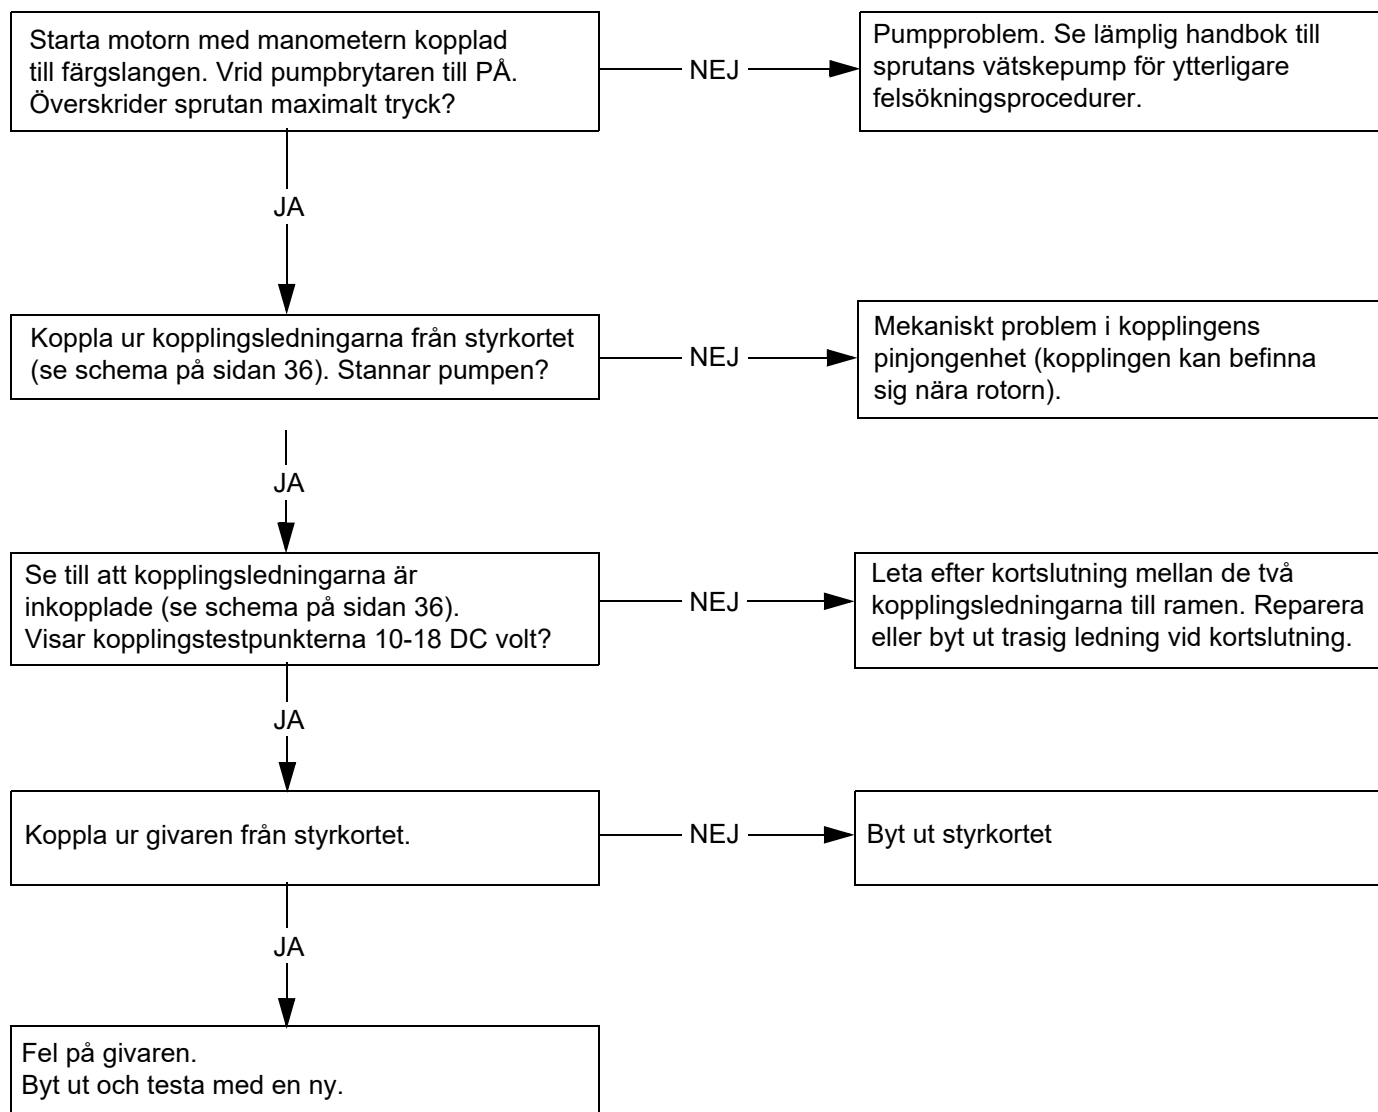 Starta motorn med manometern kopplad
till färgslangen. Vrid pumpbrytaren till PÅ.
Överskrider sprutan maximalt tryck?
NEJ
Pumpproblem. Se lämplig handbok till
sprutans vätskepump för ytterligare
felsökningsprocedurer.
JA
Koppla ur kopplingsledningarna från styrkortet
(se schema på sidan 36). Stannar pumpen?
NEJ
Mekaniskt problem i kopplingens
pinjongenhet (kopplingen kan befinna
sig nära rotorn).
JA
Se till att kopplingsledningarna är
inkopplade (se schema på sidan 36).
Visar kopplingstestpunkterna 10-18 DC volt?
NEJ
Leta efter kortslutning mellan de två
kopplingsledningarna till ramen. Reparera
eller byt ut trasig ledning vid kortslutning.
JA
Koppla ur givaren från styrkortet.
NEJ
Byt ut styrkortet
JA
Fel på givaren.
Byt ut och testa med en ny.